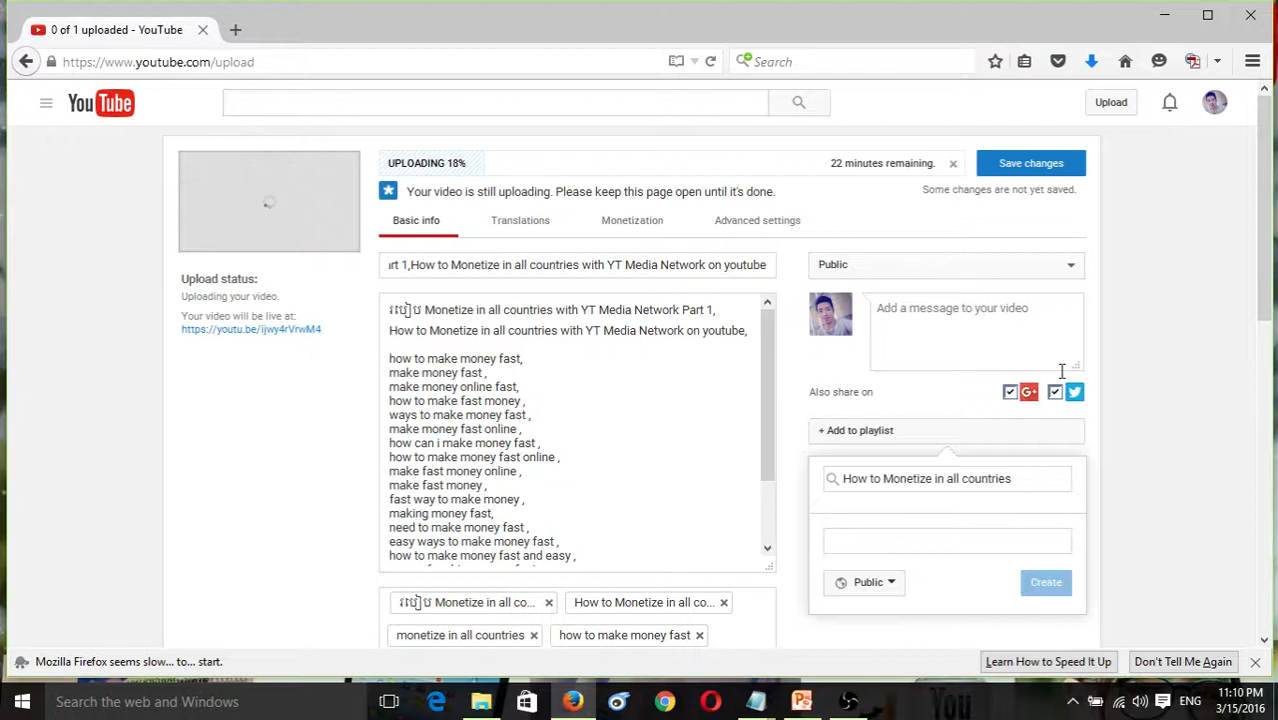 0 of 1 uploaded - YouTube
https://www.youtube.com/upload
Search
YouTube
Upload
UPLOADING 18%
22 minutes remaining.
Save changes
Your video is still uploading. Please keep this page open until it's done.
Some changes are not yet saved.
Basic info
Translations
Monetization
Advanced settings
Upload status:
Uploading your video.
Your video will be live at:
https://youtu.be/ijwy4rVrwM4
ırt 1,How to Monetize in all countries with YT Media Network on youtube
Public
Add a message to your video
របៀប Monetize in all countries with YT Media Network Part 1,
How to Monetize in all countries with YT Media Network on youtube,
how to make money fast,
make money fast ,
make money online fast,
how to make fast money ,
ways to make money fast ,
make money fast online ,
how can i make money fast ,
how to make money fast online ,
make fast money online ,
make fast money ,
fast way to make money ,
making money fast,
need to make money fast ,
easy ways to make money fast ,
how to make money fast and easy ,
Also share on
G+
+ Add to playlist
How to Monetize in all countries
Public
Create
របៀប Monetize in all co...
How to Monetize in all co...
monetize in all countries
how to make money fast
Mozilla Firefox seems slow... to... start.
Learn How to Speed It Up
Don't Tell Me Again
Search the web and Windows
ENG
11:10 PM
3/15/2016